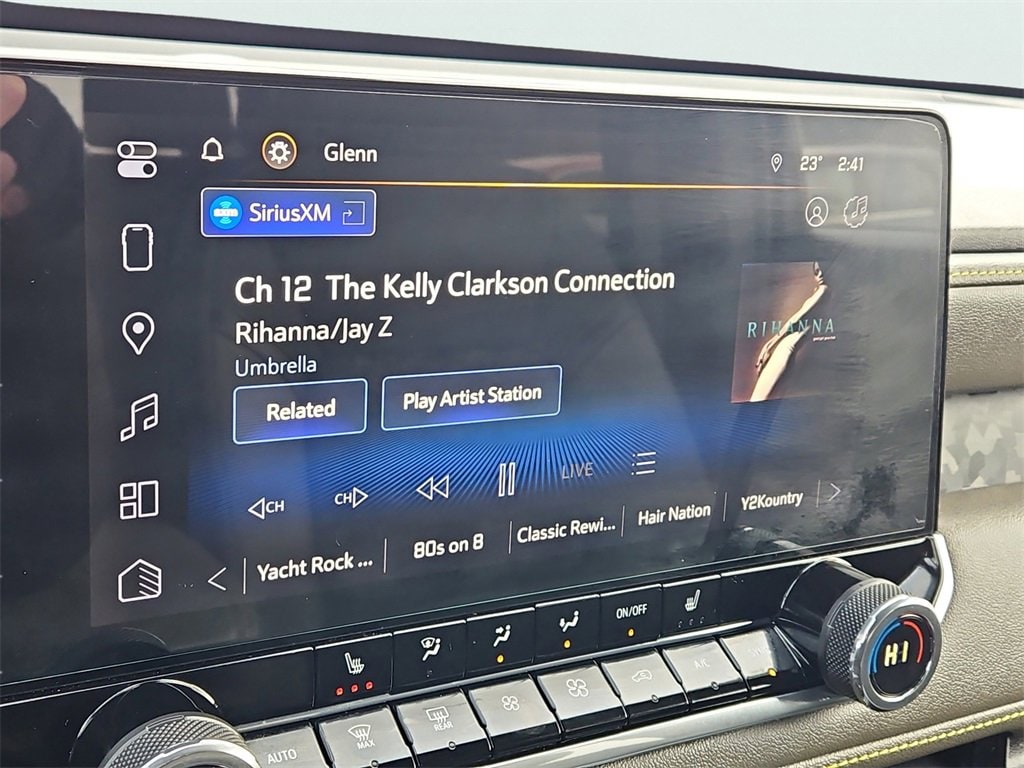 Glenn
23° 2:41
SiriusXM
Ch 12 The Kelly Clarkson Connection
Rihanna/Jay Z
Umbrella
RIHANNA
Related
Play Artist Station
CH
CH
LIVE
Yacht Rock ...
80s on 8
Classic Rewi...
Hair Nation
Y2Kountry
ON/OFF
HI
AUTO
MAX
REAR
A/C